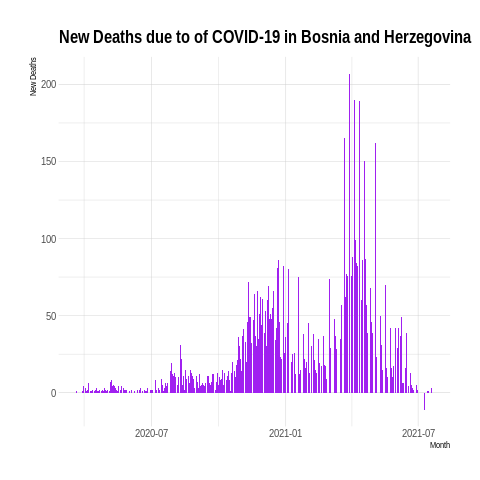 New Deaths due to of COVID-19 in Bosnia and Herzegovina
New Deaths
200
150
100
50
0
2020-07
2021-01
2021-07
Month